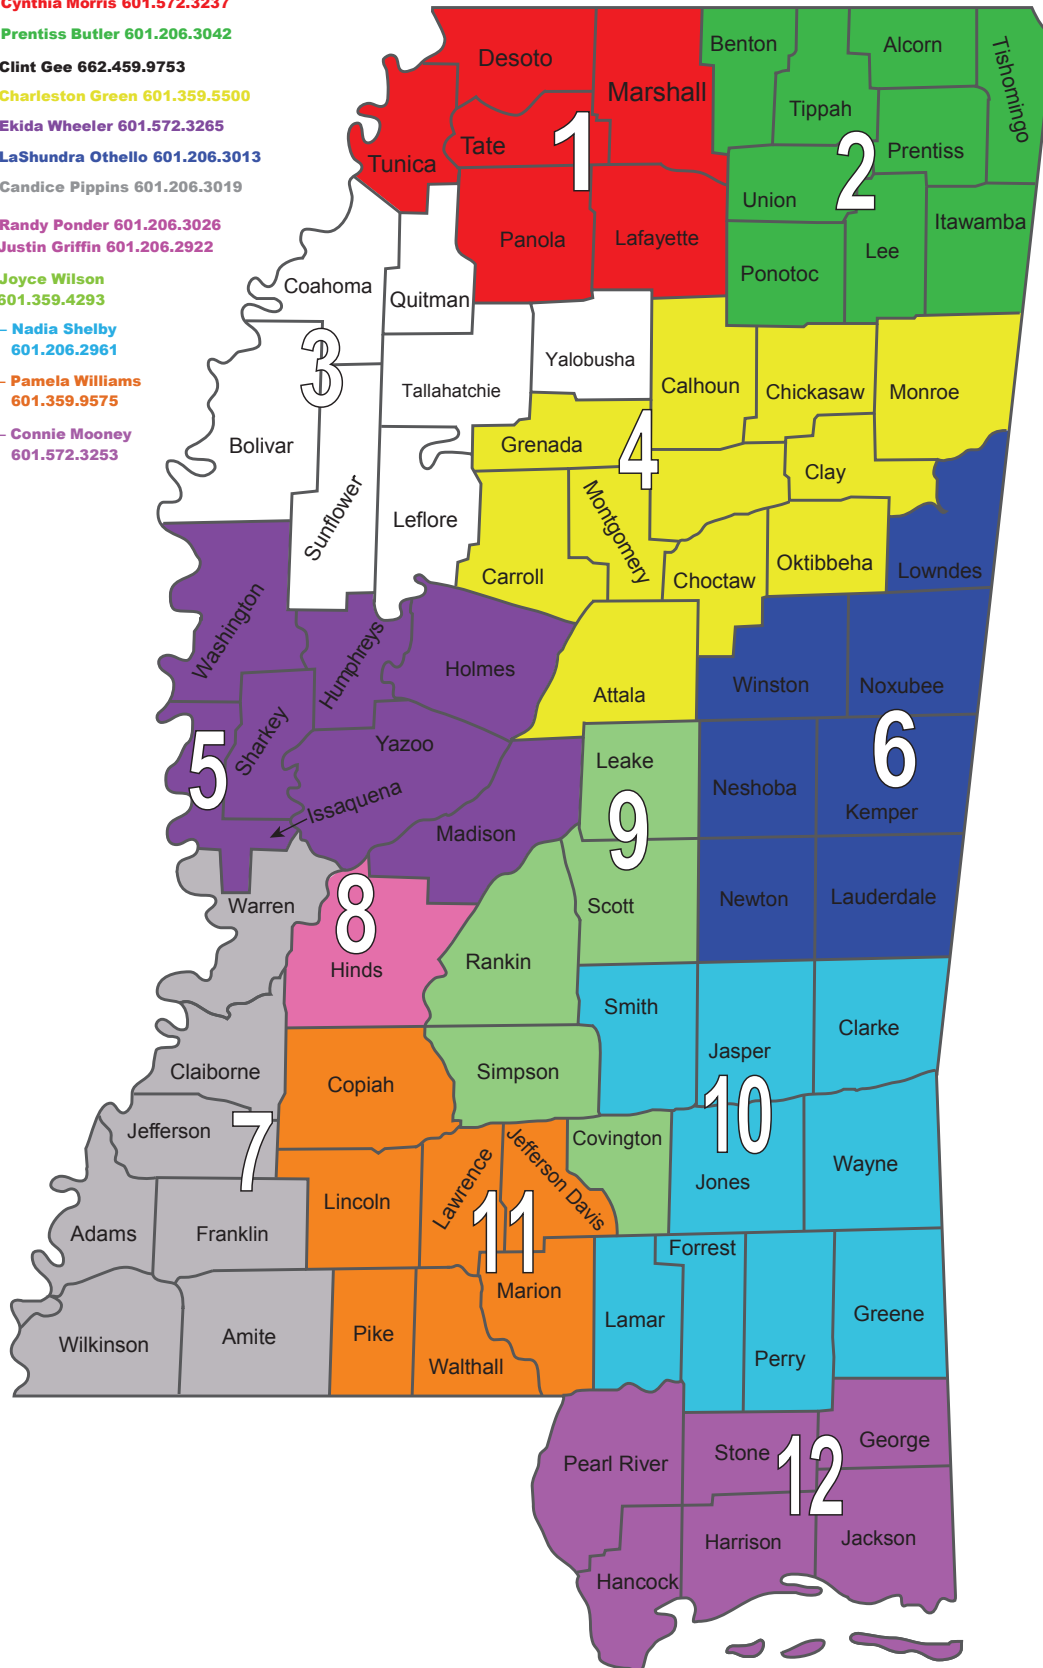 Cynthia Morris 601.572.3237
Prentiss Butler 601.206.3042
Clint Gee 662.459.9753
Charleston Green 601.359.5500
Ekida Wheeler 601.572.3265
LaShundra Othello 601.206.3013
Candice Pippins 601.206.3019
Randy Ponder 601.206.3026
Justin Griffin 601.206.2922
Joyce Wilson
601.359.4293
– Nadia Shelby
601.206.2961
– Pamela Williams
601.359.9575
– Connie Mooney
601.572.3253
Desoto
Marshall
Benton
Alcorn
Tishomingo
Tippah
Tunica
Tate
1
2
Prentiss
Union
Itawamba
Panola
Lafayette
Lee
Ponotoc
Coahoma
Quitman
3
Yalobusha
Tallahatchie
Calhoun
Chickasaw
Monroe
Bolivar
Grenada
4
Clay
Sunflower
Leflore
Montgomery
Carroll
Choctaw
Oktibbeha
Lowndes
Washington
Humphreys
Holmes
Attala
Winston
Noxubee
Sharkey
5
Yazoo
6
Leake
Neshoba
Kemper
Issaquena
Madison
9
Warren
8
Hinds
Rankin
Scott
Newton
Lauderdale
Smith
Jasper
Clarke
Claiborne
Copiah
Simpson
10
Jefferson
7
Covington
Jefferson Davis
Lawrence
Jones
Wayne
Lincoln
11
Adams
Franklin
Forrest
Marion
Lamar
Greene
Wilkinson
Amite
Pike
Walthall
Perry
Pearl River
Stone
12
George
Harrison
Jackson
Hancock